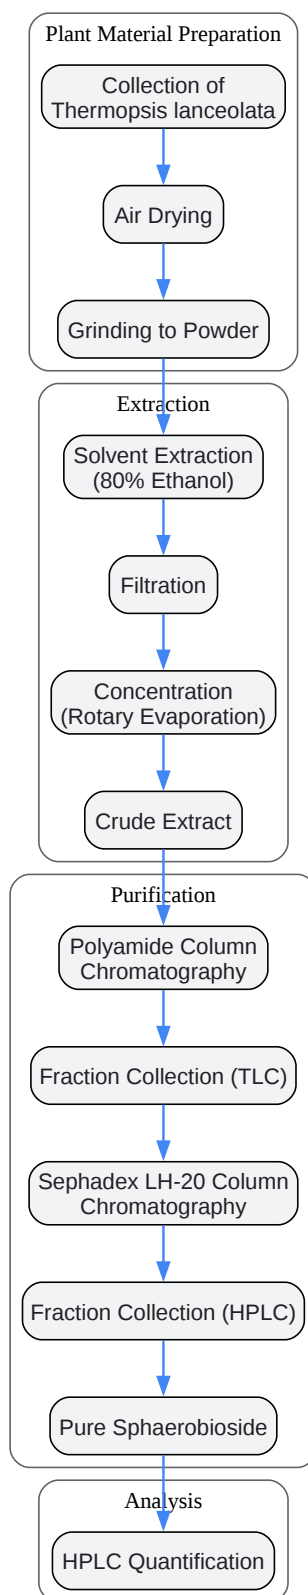 Plant Material Preparation
Collection of
Thermopsis lanceolata
Air Drying
Grinding to Powder
Extraction
Solvent Extraction
(80% Ethanol)
Filtration
Concentration
(Rotary Evaporation)
Crude Extract
Purification
Polyamide Column
Chromatography
Fraction Collection (TLC)
Sephadex LH-20 Column
Chromatography
Fraction Collection (HPLC)
Pure Sphaerobioside
Analysis
HPLC Quantification